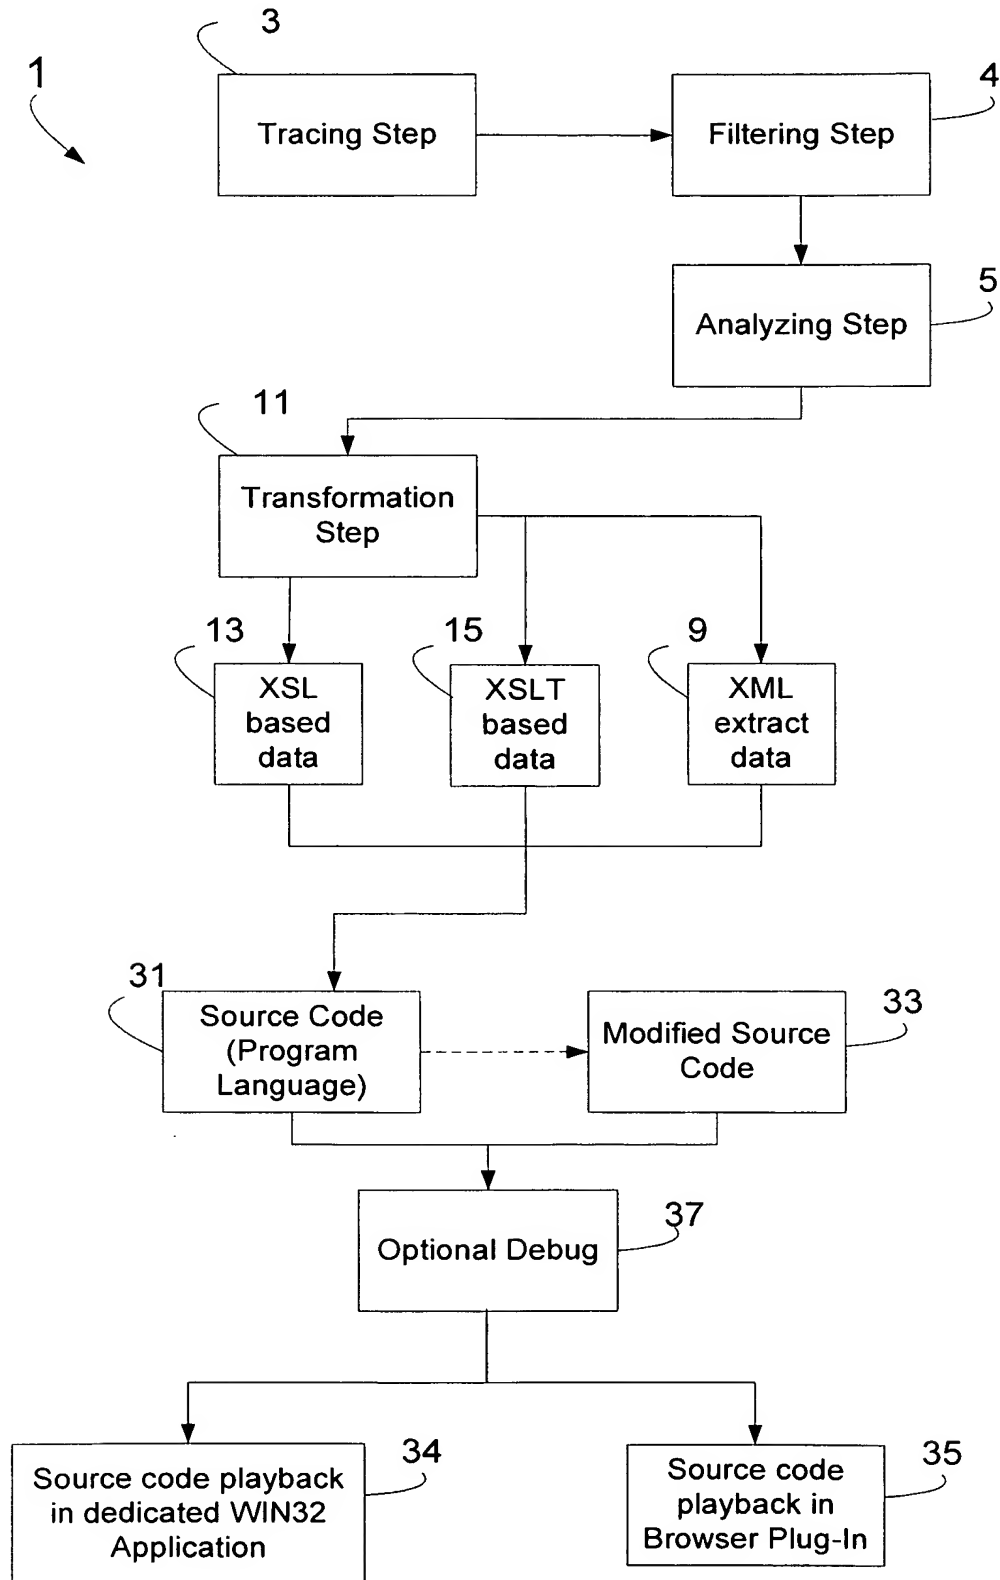 3
1
Tracing Step
4
Filtering Step
5
Analyzing Step
11
Transformation
Step
13
XSL
based
data
15
XSLT
based
data
9
XML
extract
data
31
Source Code
(Program
Language)
33
Modified Source
Code
37
Optional Debug
34
Source code playback
in dedicated WIN32
Application
35
Source code
playback in
Browser Plug-In